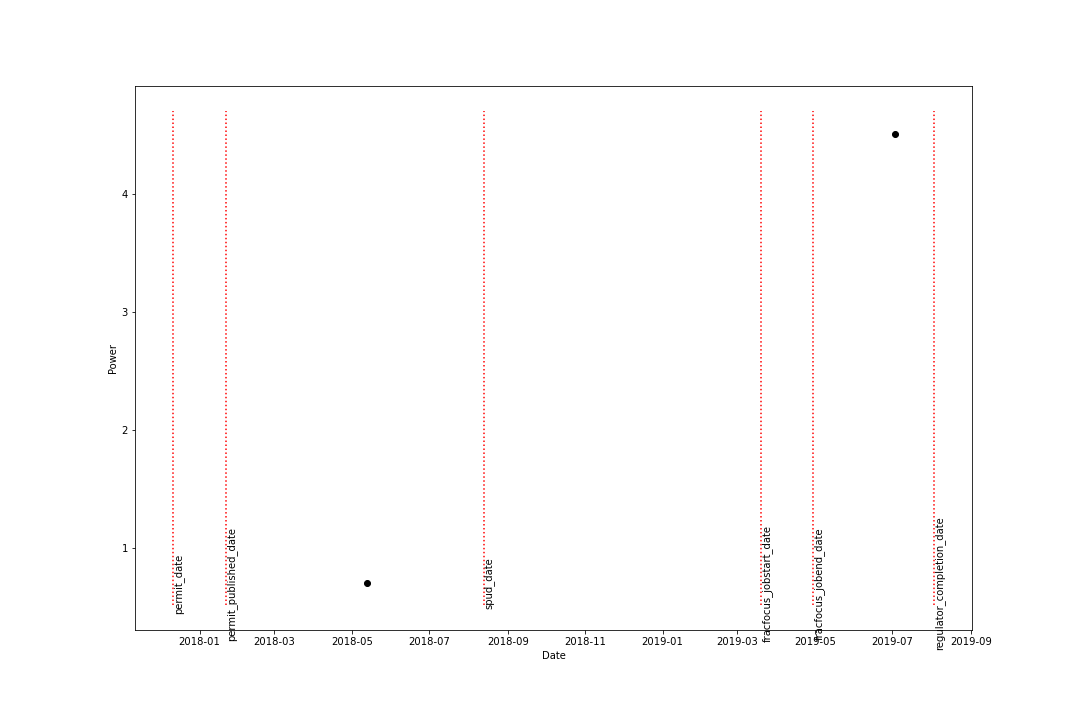 4
3
2
1
Power
permit_date
permit_published_date
spud_date
fracfocus_jobstart_date
fracfocus_jobend_date
regulator_completion_date
2018-01
2018-03
2018-05
2018-07
2018-09
2018-11
2019-01
2019-03
2019-05
2019-07
2019-09
Date